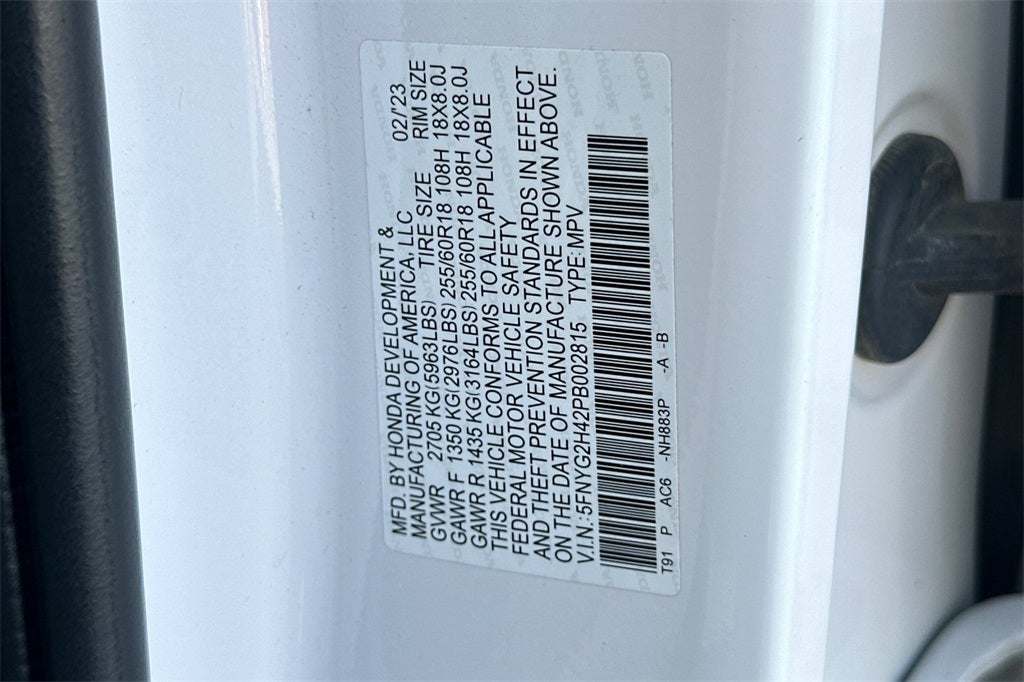 MFD. BY HONDA DEVELOPMENT &
MANUFACTURING OF AMERICA, LLC 02/'23
GVWR 2705 KG(5963LBS) TIRE SIZE RIM SIZE
GAWR F 1350 KG(2976LBS) 255/60R18 108H 18X8.0J
GAWR R 1435 KG(3164LBS) 255/60R18 108H 18X8.0J
THIS VEHICLE CONFORMS TO ALL APPLICABLE
FEDERAL MOTOR VEHICLE SAFETY
AND THEFT PREVENTION STANDARDS IN EFFECT
ON THE DATE OF MANUFACTURE SHOWN ABOVE.
V.I.N.:5FNYG2H42PB002815 TYPE:MPV
T91 P AC6 -NH883P -A -B